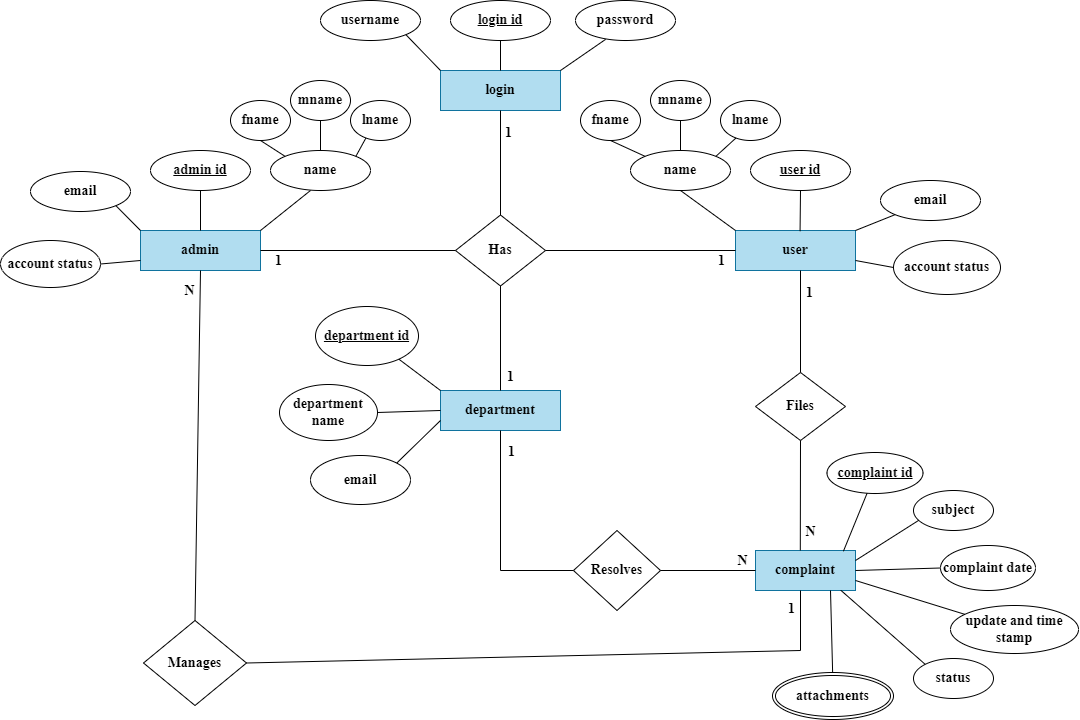 username
login id
password
login
1
fname
mname
lname
name
admin id
email
account status
admin
1
N
fname
mname
lname
name
user id
email
account status
user
1
1
Has
department id
department
name
email
1
department
1
Files
N
complaint id
subject
complaint date
update and time
stamp
status
attachments
complaint
N
1
Resolves
Manages